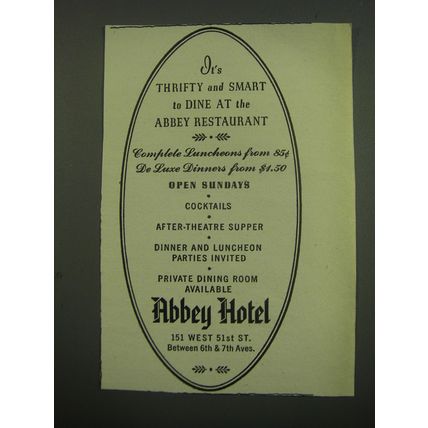 It's
THRIFTY and SMART
to DINE AT the
ABBEY RESTAURANT
Complete Luncheons from 85¢
De Luxe Dinners from $1.50
OPEN SUNDAYS
•
COCKTAILS
•
AFTER-THEATRE SUPPER
•
DINNER AND LUNCHEON
PARTIES INVITED
•
PRIVATE DINING ROOM
AVAILABLE
Abbey Hotel
151 WEST 51st ST.
Between 6th & 7th Aves.